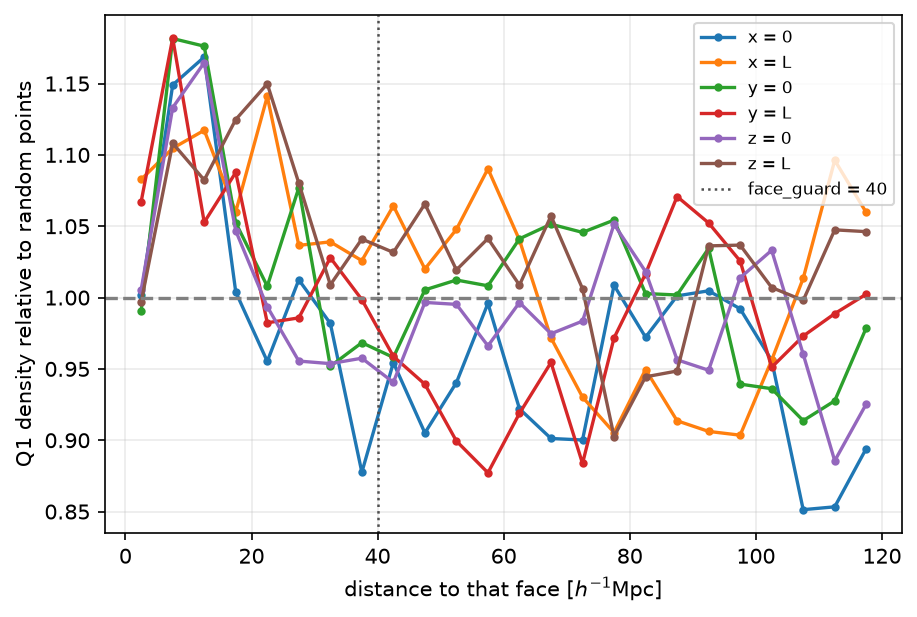 x = 0
x = L
y = 0
y = L
z = 0
z = L
face_guard = 40
Q1 density relative to random points
1.15
1.10
1.05
1.00
0.95
0.90
0.85
0 20 40 60 80 100 120
distance to that face [h⁻¹Mpc]